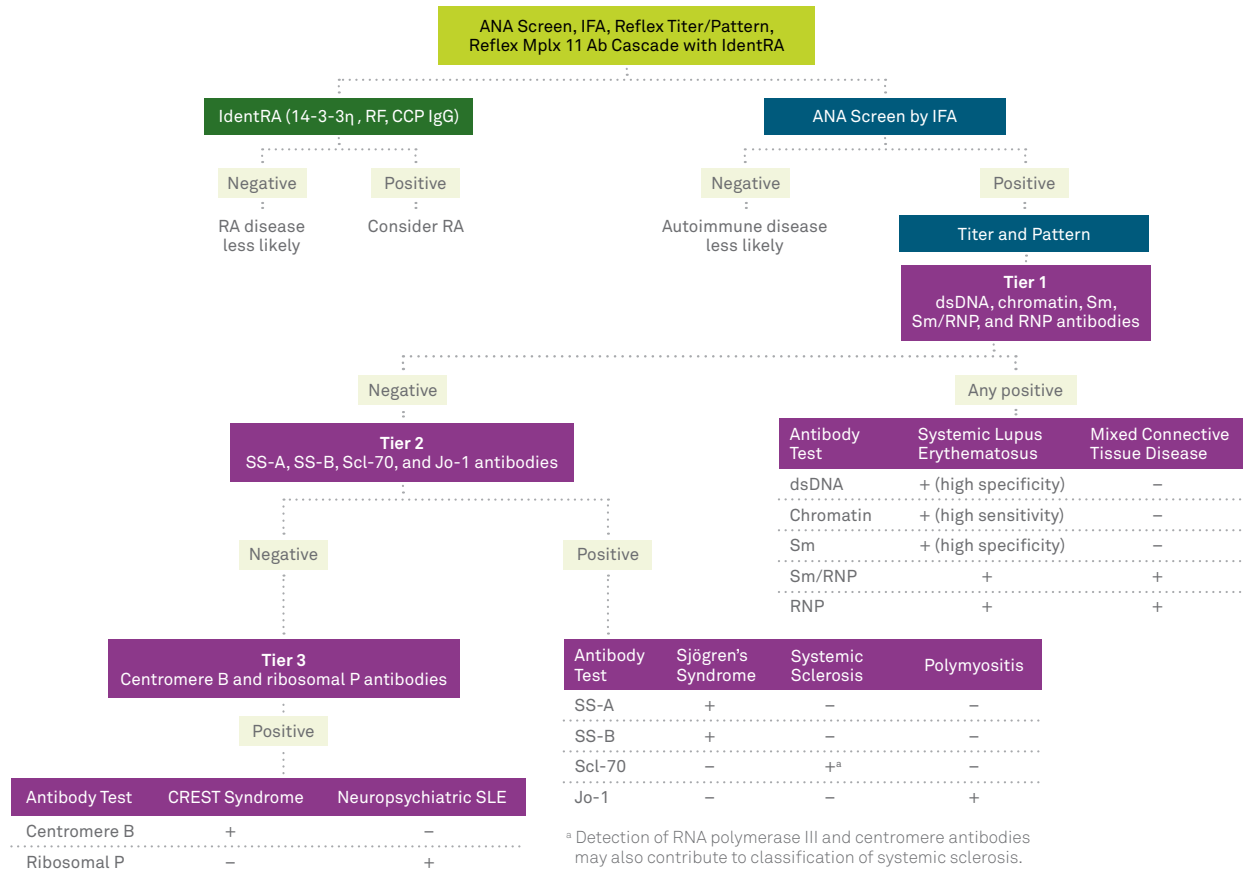 ANA Screen, IFA, Reflex Titer/Pattern,
Reflex Mplx 11 Ab Cascade with IdentRA
IdentRA (14-3-3η , RF, CCP IgG)
ANA Screen by IFA
Negative
Positive
Negative
Positive
RA disease
less likely
Consider RA
Autoimmune disease
less likely
Titer and Pattern
Tier 1
dsDNA, chromatin, Sm,
Sm/RNP, and RNP antibodies
Negative
Any positive
Tier 2
SS-A, SS-B, Scl-70, and Jo-1 antibodies
Antibody
Test
Systemic Lupus
Erythematosus
Mixed Connective
Tissue Disease
dsDNA + (high specificity) –
Chromatin + (high sensitivity) –
Sm + (high specificity) –
Sm/RNP + +
RNP + +
Negative
Positive
Tier 3
Centromere B and ribosomal P antibodies
Positive
Antibody
Test
Sjögren’s
Syndrome
Systemic
Sclerosis
Polymyositis
SS-A + – –
SS-B + – –
Scl-70 – +ᵃ –
Jo-1 – – +
ᵃ Detection of RNA polymerase III and centromere antibodies
may also contribute to classification of systemic sclerosis.
Antibody Test CREST Syndrome Neuropsychiatric SLE
Centromere B + –
Ribosomal P – +